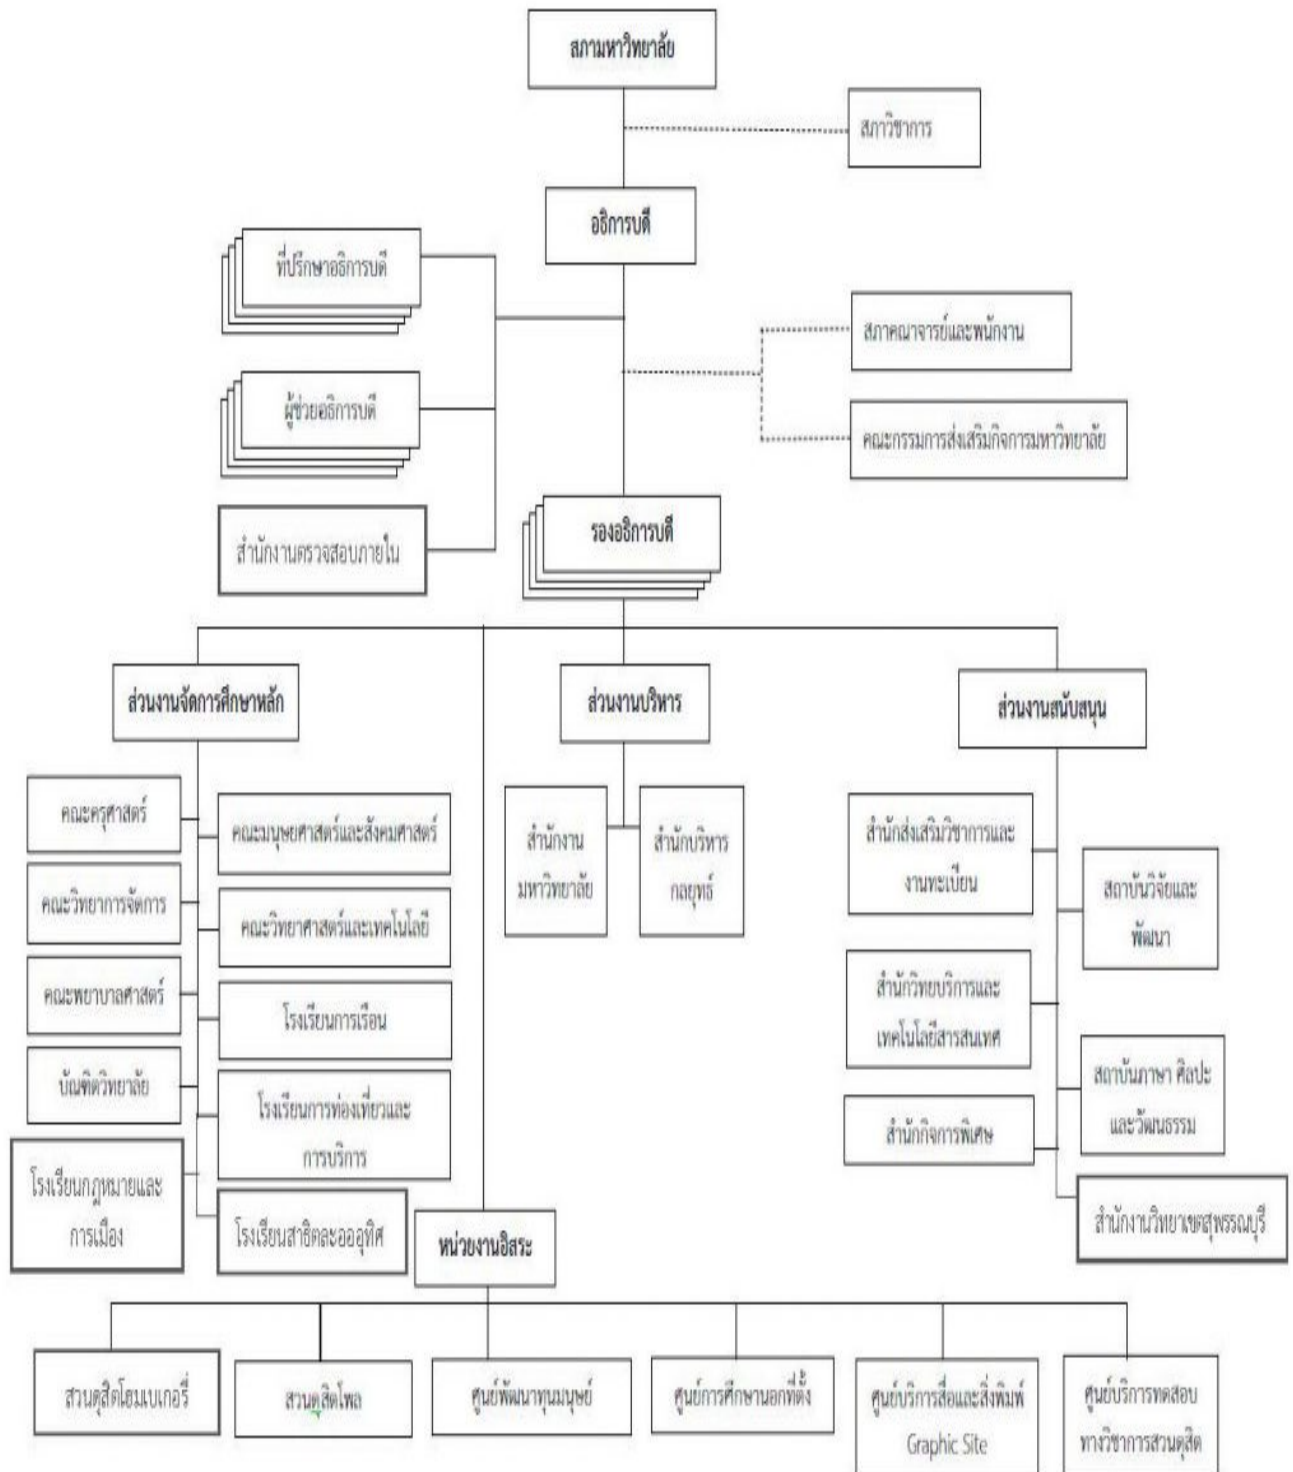 สภามหาวิทยาลัย
สภาวิชาการ
อธิการบดี
ที่ปรึกษาอธิการบดี
สภาคณาจารย์และพนักงาน
ผู้ช่วยอธิการบดี
คณะกรรมการส่งเสริมกิจการมหาวิทยาลัย
รองอธิการบดี
สำนักงานตรวจสอบภายใน
ส่วนงานจัดการศึกษาหลัก
คณะครุศาสตร์
คณะมนุษยศาสตร์และสังคมศาสตร์
คณะวิทยาการจัดการ
คณะวิทยาศาสตร์และเทคโนโลยี
คณะพยาบาลศาสตร์
โรงเรียนการเรือน
บัณฑิตวิทยาลัย
โรงเรียนการท่องเที่ยวและ
การบริการ
โรงเรียนกฎหมายและ
การเมือง
โรงเรียนสาธิตละอออุทิศ
ส่วนงานบริหาร
สำนักงาน
มหาวิทยาลัย
สำนักบริหาร
กลยุทธ์
ส่วนงานสนับสนุน
สำนักส่งเสริมวิชาการและ
งานทะเบียน
สถาบันวิจัยและ
พัฒนา
สำนักวิทยบริการและ
เทคโนโลยีสารสนเทศ
สถาบันภาษา ศิลปะ
และวัฒนธรรม
สำนักกิจการพิเศษ
สำนักงานวิทยาเขตสุพรรณบุรี
หน่วยงานอิสระ
สวนดุสิตโฮมเบเกอรี่
สวนดุสิตโพล
ศูนย์พัฒนาทุนมนุษย์
ศูนย์การศึกษานอกที่ตั้ง
ศูนย์บริการสื่อและสิ่งพิมพ์
Graphic Site
ศูนย์บริการทดสอบ
ทางวิชาการสวนดุสิต